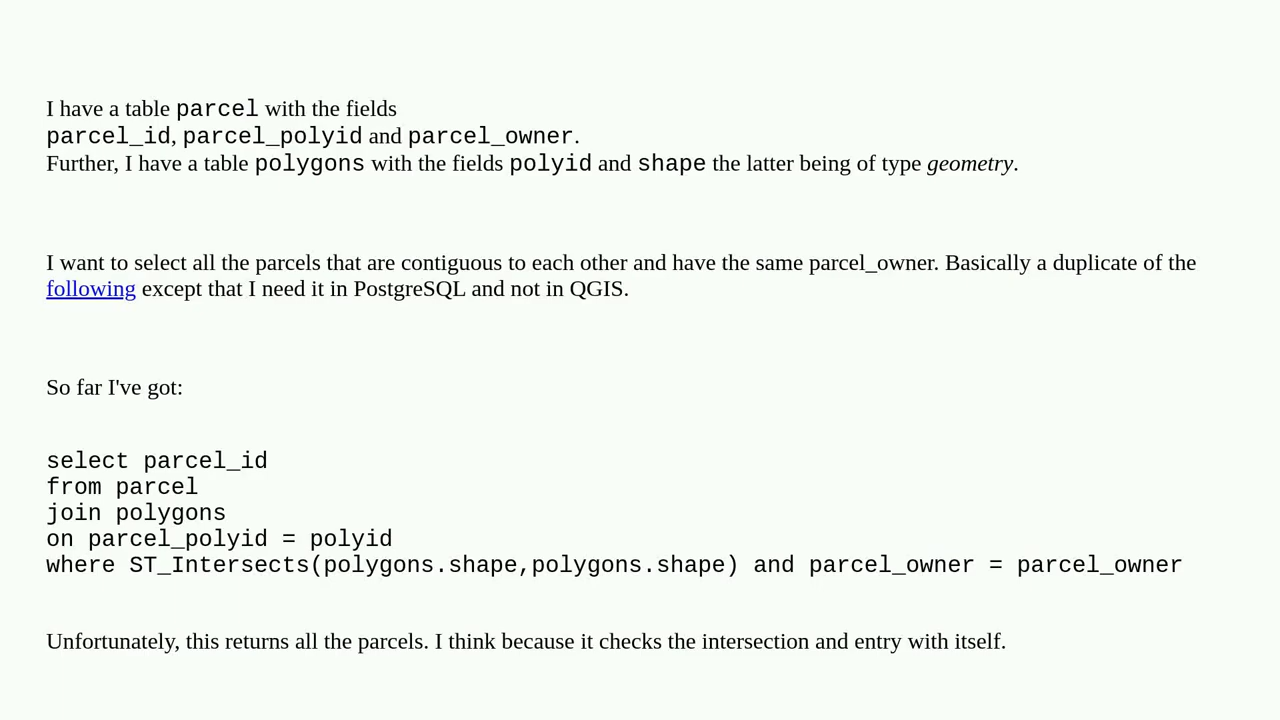 I have a table parcel with the fields
parcel_id, parcel_polyid and parcel_owner.
Further, I have a table polygons with the fields polyid and shape the latter being of type geometry.
I want to select all the parcels that are contiguous to each other and have the same parcel_owner. Basically a duplicate of the
following except that I need it in PostgreSQL and not in QGIS.
So far I've got:
select parcel_id
from parcel
join polygons
on parcel_polyid = polyid
where ST_Intersects(polygons.shape,polygons.shape) and parcel_owner = parcel_owner
Unfortunately, this returns all the parcels. I think because it checks the intersection and entry with itself.